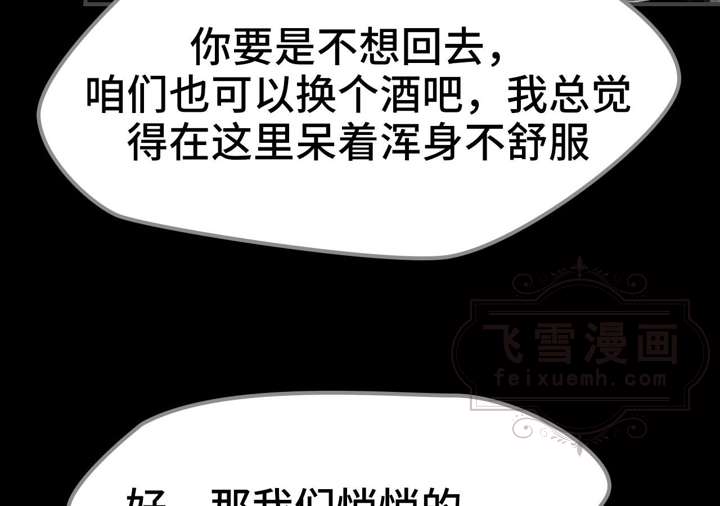 你要是不想回去，
咱们也可以换个酒吧，我总觉
得在这里呆着浑身不舒服
飞雪漫画
feixuemh.com
好，那我们悄悄的